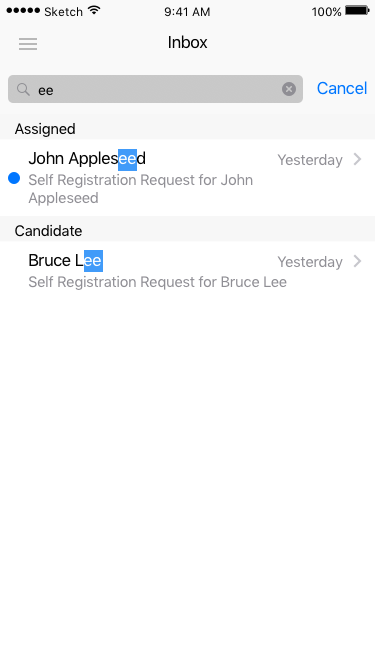 Sketch 9:41 AM 100%
Inbox
ee Cancel
Assigned
John Appleseed Yesterday
Self Registration Request for John
Appleseed
Candidate
Bruce Lee Yesterday
Self Registration Request for Bruce Lee